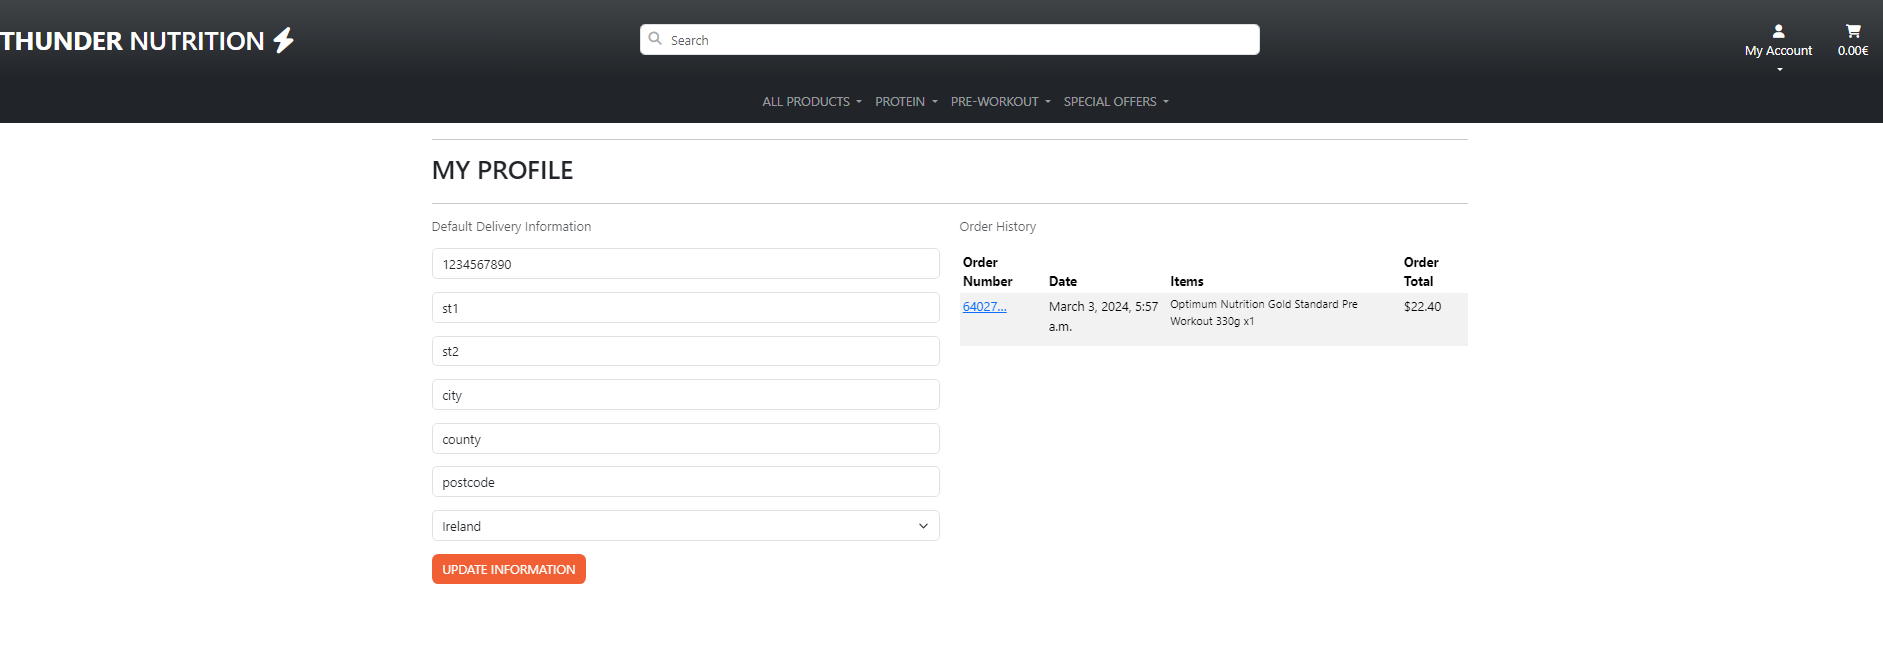 THUNDER NUTRITION
Search
My Account
0.00€
ALL PRODUCTS
PROTEIN
PRE-WORKOUT
SPECIAL OFFERS
MY PROFILE
Default Delivery Information
1234567890
st1
st2
city
county
postcode
Ireland
UPDATE INFORMATION
Order History
Order
Number
Date
Items
Order
Total
64027...
March 3, 2024, 5:57
a.m.
Optimum Nutrition Gold Standard Pre
Workout 330g x1
$22.40